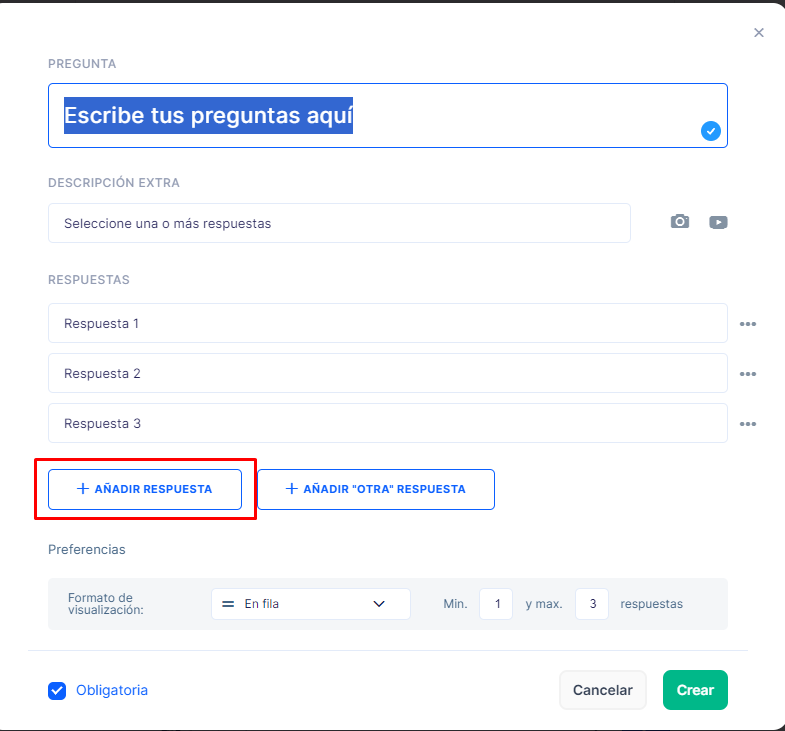 PREGUNTA
Escribe tus preguntas aquí
DESCRIPCIÓN EXTRA
Seleccione una o más respuestas
RESPUESTAS
Respuesta 1
Respuesta 2
Respuesta 3
+ AÑADIR RESPUESTA
+ AÑADIR "OTRA" RESPUESTA
Preferencias
Formato de
visualización:
En fila
Min. 1 y max. 3 respuestas
Obligatoria
Cancelar
Crear